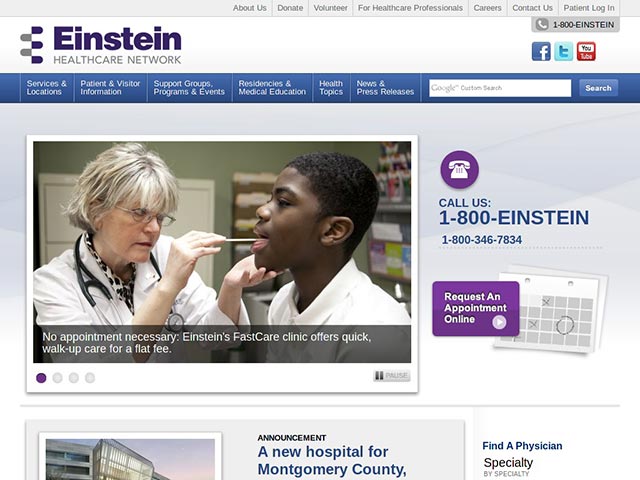 About Us
Donate
Volunteer
For Healthcare Professionals
Careers
Contact Us
Patient Log In
1-800-EINSTEIN
Einstein
HEALTHCARE NETWORK
You
Tube
Services &
Locations
Patient & Visitor
Information
Support Groups,
Programs & Events
Residencies &
Medical Education
Health
Topics
News &
Press Releases
Google™ Custom Search
Search
No appointment necessary: Einstein's FastCare clinic offers quick,
walk-up care for a flat fee.
PAUSE
CALL US:
1-800-EINSTEIN
1-800-346-7834
Request An
Appointment
Online
ANNOUNCEMENT
A new hospital for
Montgomery County,
Find A Physician
Specialty
BY SPECIALTY